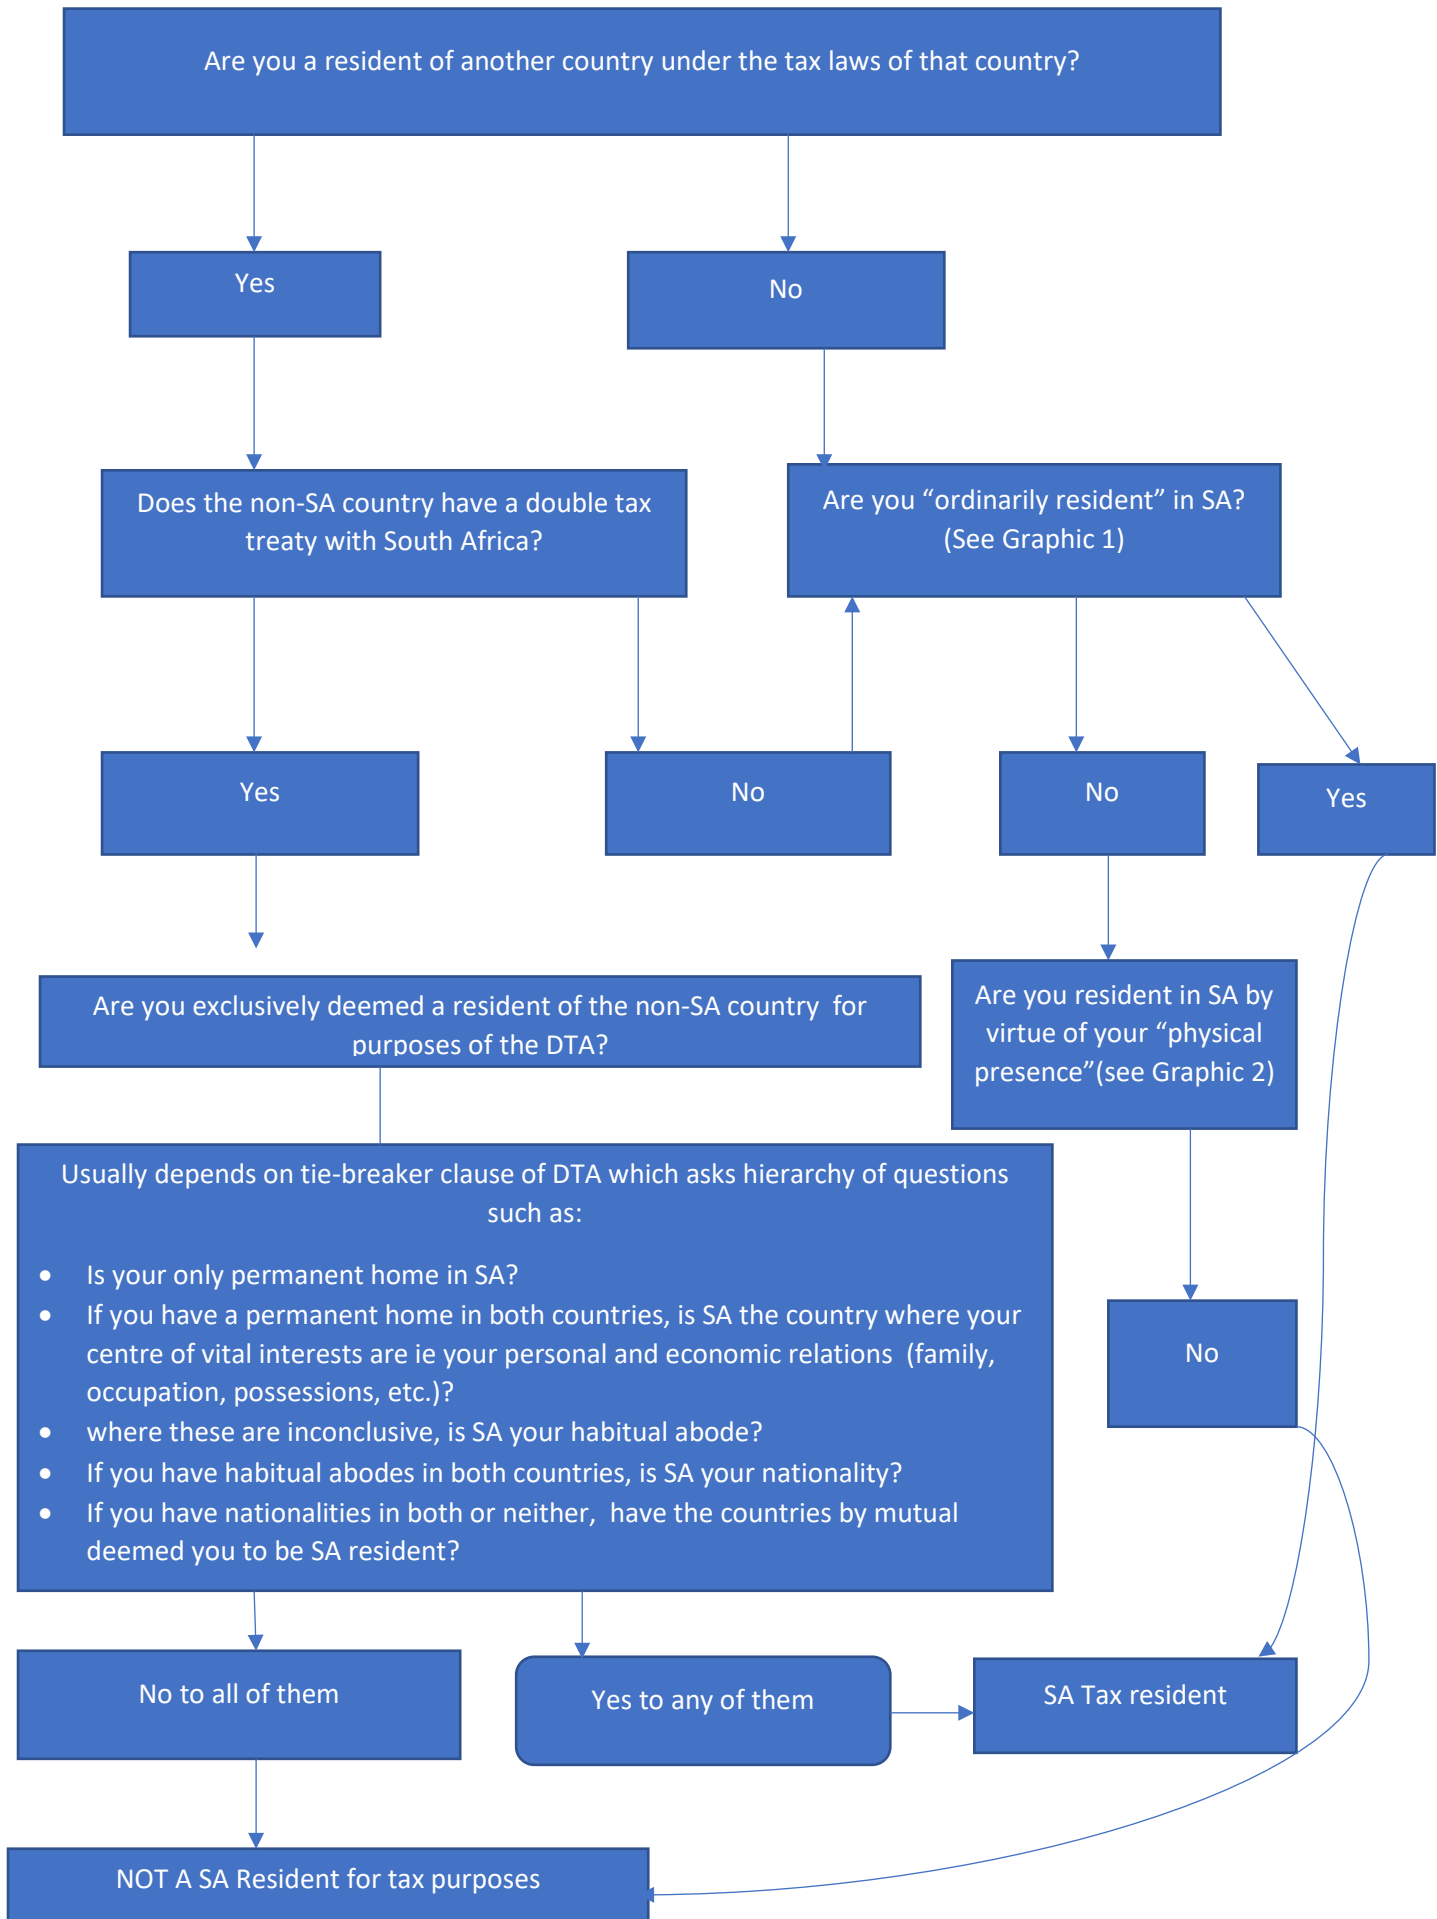 Are you a resident of another country under the tax laws of that country?
Yes
No
Does the non-SA country have a double tax
treaty with South Africa?
Are you “ordinarily resident” in SA?
(See Graphic 1)
Yes
No
No
Yes
Are you exclusively deemed a resident of the non-SA country  for
purposes of the DTA?
Are you resident in SA by
virtue of your “physical
presence”(see Graphic 2)
Usually depends on tie-breaker clause of DTA which asks hierarchy of questions
such as:
• Is your only permanent home in SA?
• If you have a permanent home in both countries, is SA the country where your
centre of vital interests are ie your personal and economic relations  (family,
occupation, possessions, etc.)?
• where these are inconclusive, is SA your habitual abode?
• If you have habitual abodes in both countries, is SA your nationality?
• If you have nationalities in both or neither,  have the countries by mutual
deemed you to be SA resident?
No
No to all of them
Yes to any of them
SA Tax resident
NOT A SA Resident for tax purposes